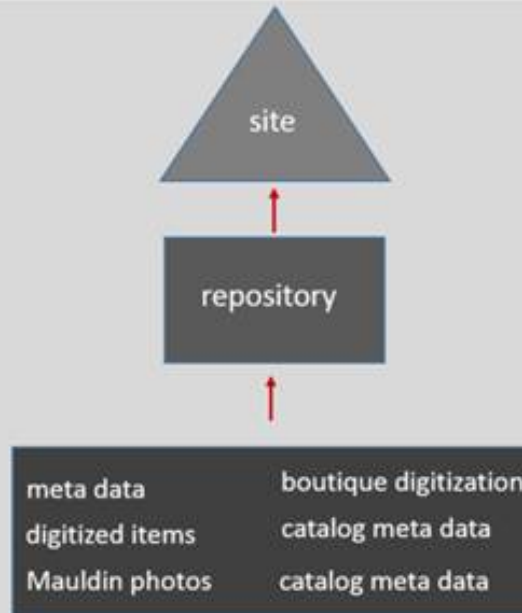 site
repository
meta data
digitized items
Mauldin photos
boutique digitization
catalog meta data
catalog meta data